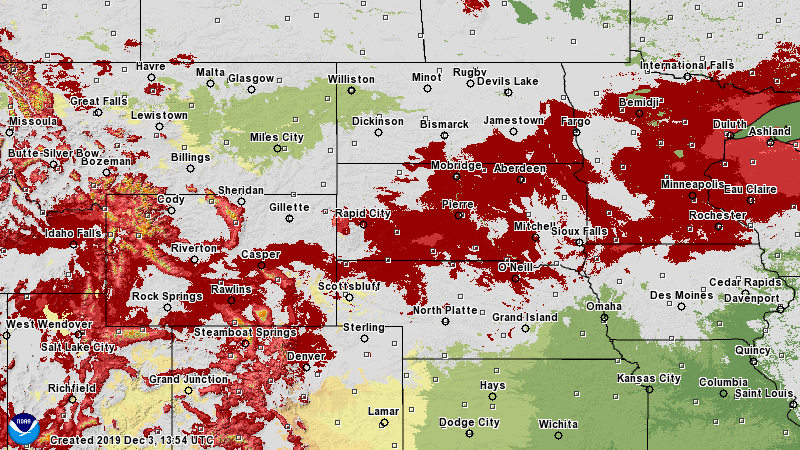 International Falls
Havre
Malta
Glasgow
Williston
Minot
Rugby
Devils Lake
Great Falls
Bemidji
Missoula
Lewistown
Dickinson
Bismarck
Jamestown
Fargo
Duluth
Ashland
Miles City
Butte-Silver Bow
Billings
Bozeman
Mobridge
Aberdeen
Minneapolis
Eau Claire
Sheridan
Cody
Gillette
Rapid City
Pierre
Mitchell
Sioux Falls
Rochester
Idaho Falls
Riverton
Casper
O'Neill
Rock Springs
Rawlins
Scottsbluff
Cedar Rapids
Des Moines
Davenport
North Platte
Grand Island
Omaha
West Wendover
Salt Lake City
Steamboat Springs
Sterling
Denver
Quincy
Richfield
Grand Junction
Hays
Kansas City
Columbia
Saint Louis,
Lamar
Dodge City
Wichita
NOAA
Created 2019 Dec 3, 13:54 UTC